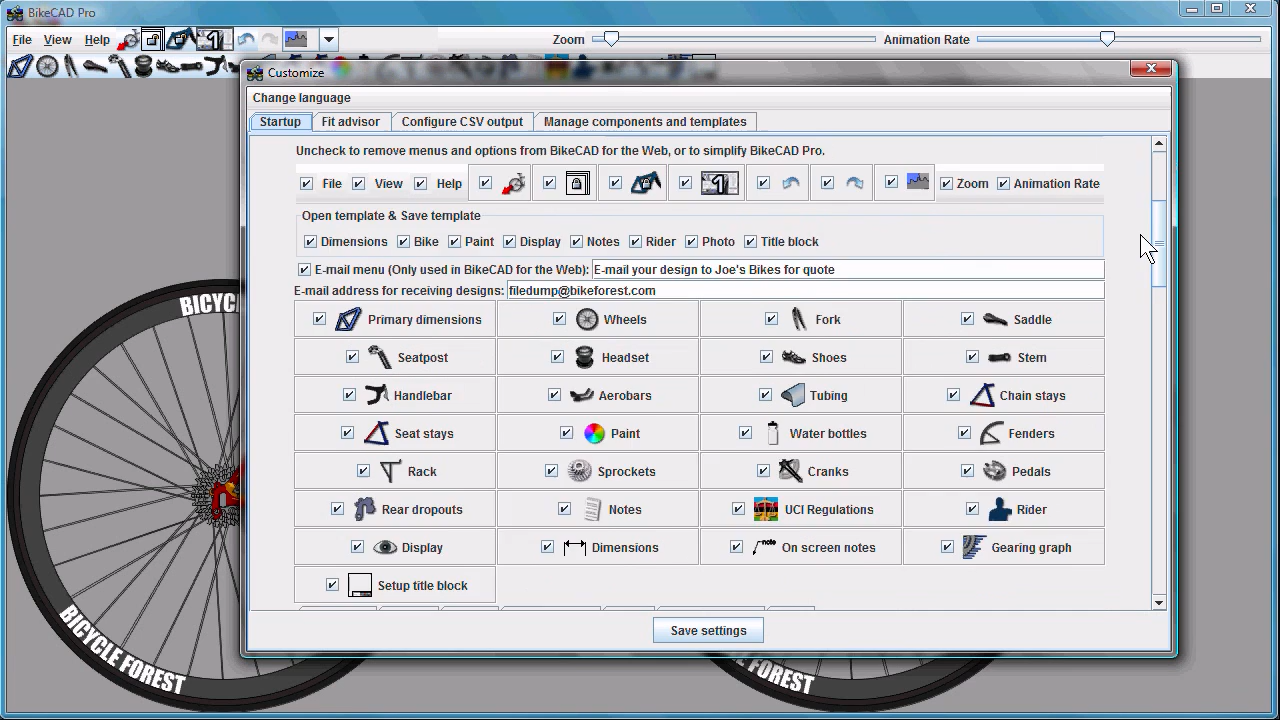 BikeCAD Pro
File View Help Zoom Animation Rate
Customize
Change language
Startup Fit advisor Configure CSV output Manage components and templates
Uncheck to remove menus and options from BikeCAD for the Web, or to simplify BikeCAD Pro.
File View Help Zoom Animation Rate
Open template & Save template
Dimensions Bike Paint Display Notes Rider Photo Title block
E-mail menu (Only used in BikeCAD for the Web): E-mail your design to Joe's Bikes for quote
E-mail address for receiving designs: filedump@bikeforest.com
Primary dimensions Wheels Fork Saddle
Seatpost Headset Shoes Stem
Handlebar Aerobars Tubing Chain stays
Seat stays Paint Water bottles Fenders
Rack Sprockets Cranks Pedals
Rear dropouts Notes UCI Regulations Rider
Display Dimensions note On screen notes Gearing graph
Setup title block
Save settings
BICYCLE
BICYCLE FOREST
BICYCLE FOREST